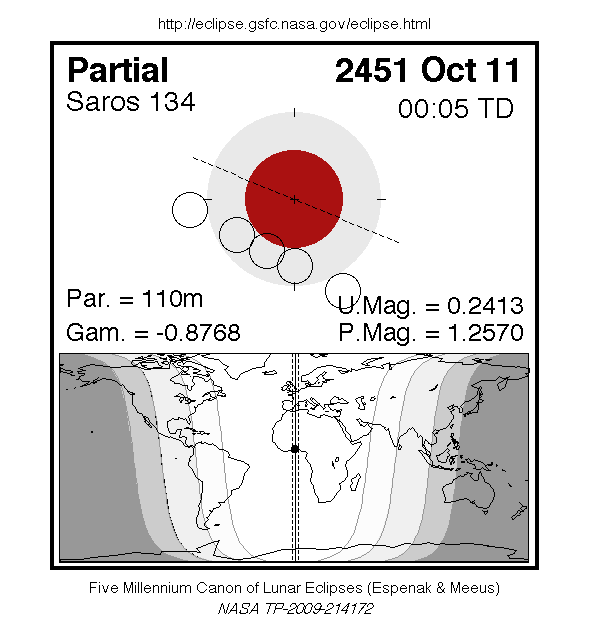 http://eclipse.gsfc.nasa.gov/eclipse.html
Partial 2451 Oct 11
Saros 134 00:05 TD
Par. = 110m U.Mag. = 0.2413
Gam. = -0.8768 P.Mag. = 1.2570
Five Millennium Canon of Lunar Eclipses (Espenak & Meeus)
NASA TP-2009-214172